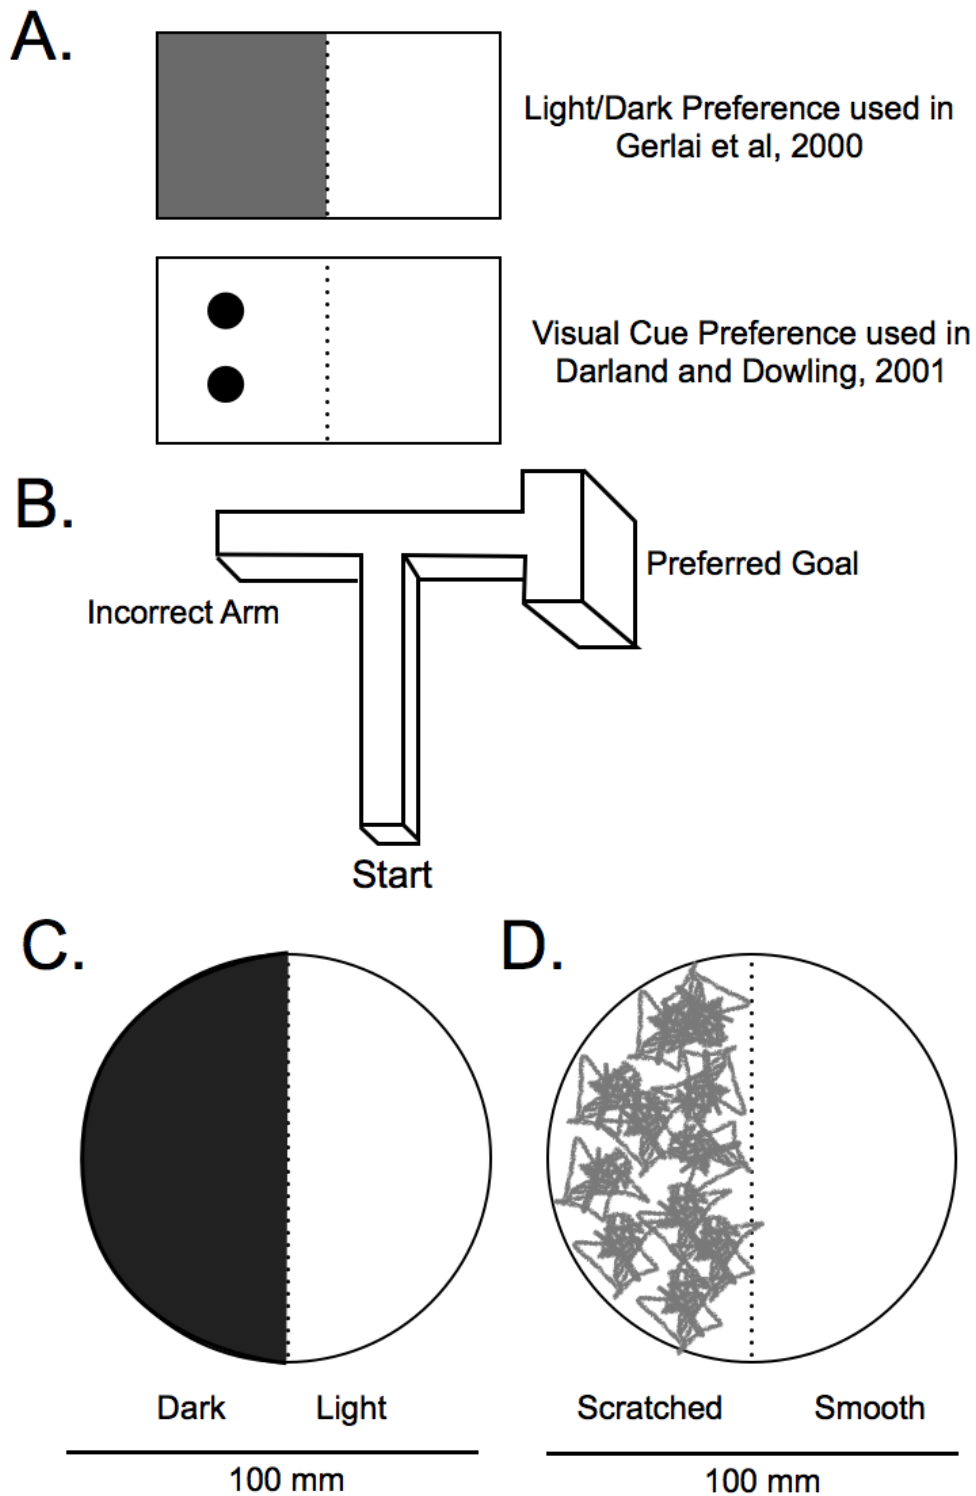 A.
Light/Dark Preference used in
Gerlai et al, 2000
Visual Cue Preference used in
Darland and Dowling, 2001
B.
Preferred Goal
Incorrect Arm
Start
C.
D.
Dark
Light
Scratched
Smooth
100 mm
100 mm